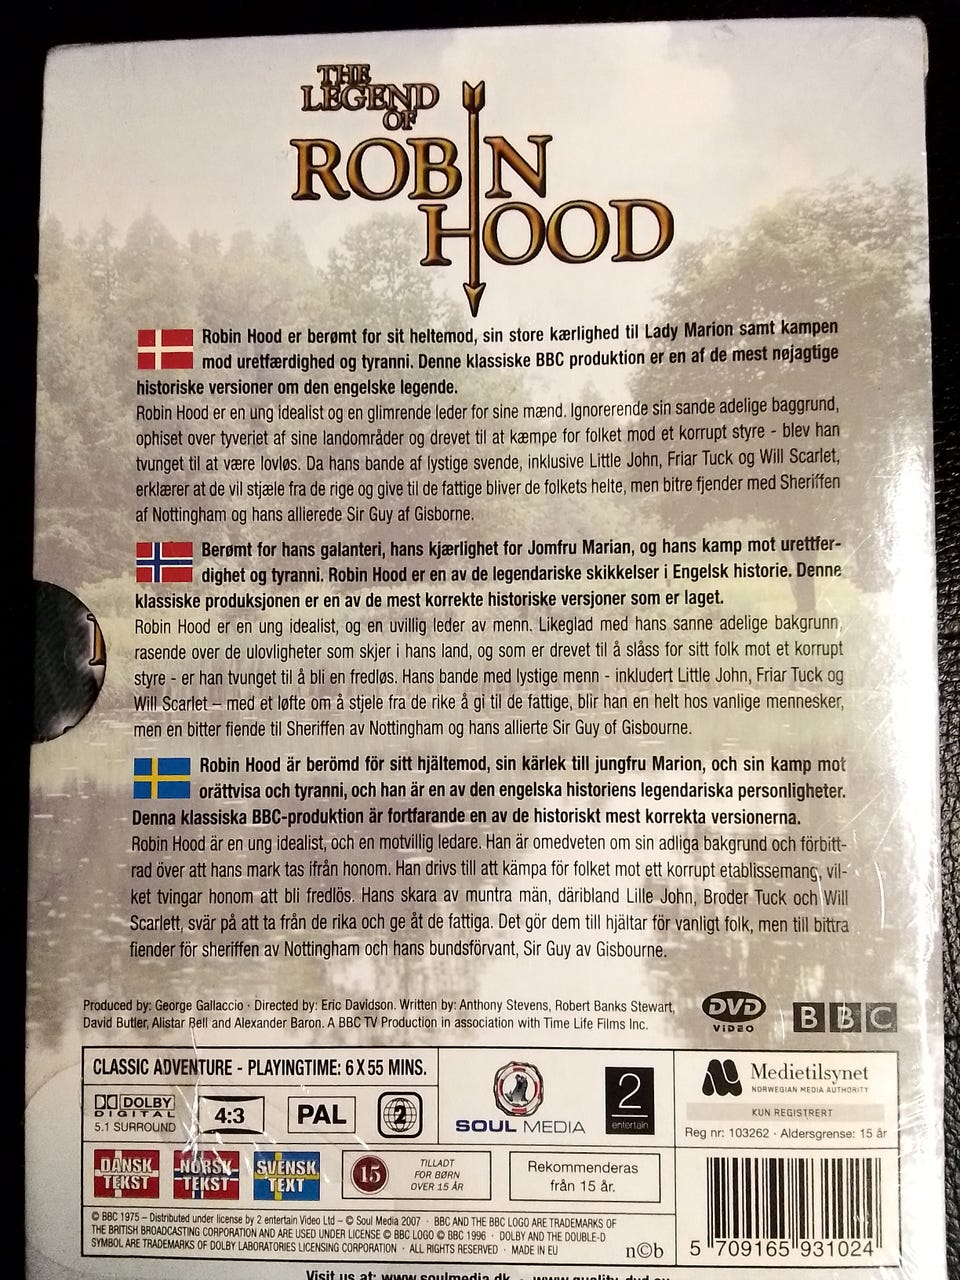 THE
LEGEND
OF
ROBIN
HOOD
Robin Hood er berømt for sit heltemod, sin store kærlighed til Lady Marion samt kampen
mod uretfærdighed og tyranni. Denne klassiske BBC produktion er en af de mest nøjagtige
historiske versioner om den engelske legende.
Robin Hood er en ung idealist og en glimrende leder for sine mænd. Ignorerende sin sande adelige baggrund,
ophiset over tyveriet af sine landområder og drevet til at kæmpe for folket mod et korrupt styre - blev han
tvunget til at være lovløs. Da hans bande af lystige svende, inklusive Little John, Friar Tuck og Will Scarlet,
erklærer at de vil stjæle fra de rige og give til de fattige bliver de folkets helte, men bitre fjender med Sheriffen
af Nottingham og hans allierede Sir Guy af Gisborne.
Berømt for hans galanteri, hans kjærlighet for Jomfru Marian, og hans kamp mot urettfer-
dighet og tyranni. Robin Hood er en av de legendariske skikkelser i Engelsk historie. Denne
klassiske produksjonen er en av de mest korrekte historiske versjoner som er laget.
Robin Hood er en ung idealist, og en uvillig leder av menn. Likeglad med hans sanne adelige bakgrunn,
rasende over de ulovligheter som skjer i hans land, og som er drevet til å slåss for sitt folk mot et korrupt
styre - er han tvunget til å bli en fredløs. Hans bande med lystige menn - inkludert Little John, Friar Tuck og
Will Scarlet – med et løfte om å stjele fra de rike å gi til de fattige, blir han en helt hos vanlige mennesker,
men en bitter fiende til Sheriffen av Nottingham og hans allierte Sir Guy of Gisbourne.
Robin Hood är berömd för sitt hjältemod, sin kärlek till jungfru Marion, och sin kamp mot
orättvisa och tyranni, och han är en av den engelska historiens legendariska personligheter.
Denna klassiska BBC-produktion är fortfarande en av de historiskt mest korrekta versionerna.
Robin Hood är en ung idealist, och en motvillig ledare. Han är omedveten om sin adliga bakgrund och förbitt-
rad över att hans mark tas ifrån honom. Han drivs till att kämpa för folket mot ett korrupt etablissemang, vil-
ket tvingar honom att bli fredlös. Hans skara av muntra män, däribland Lille John, Broder Tuck och Will
Scarlett, svär på att ta från de rika och ge åt de fattiga. Det gör dem till hjältar för vanligt folk, men till bittra
fiender för sheriffen av Nottingham och hans bundsförvant, Sir Guy av Gisbourne.
Produced by: George Gallaccio · Directed by: Eric Davidson. Written by: Anthony Stevens, Robert Banks Stewart,
David Butler, Alistar Bell and Alexander Baron. A BBC TV Production in association with Time Life Films Inc.
DVD
VIDEO
BBC
CLASSIC ADVENTURE - PLAYINGTIME: 6 X 55 MINS.
DOLBY
DIGITAL
5.1 SURROUND
4:3
PAL
2
SOUL MEDIA
2
entertain
Medietilsynet
NORWEGIAN MEDIA AUTHORITY
KUN REGISTRERT
Reg nr: 103262 · Aldersgrense: 15 år
DANSK
TEKST
NORSK
TEKST
SVENSK
TEXT
15
TILLADT
FOR BØRN
OVER 15 ÅR
Rekommenderas
från 15 år.
© BBC 1975 – Distributed under license by 2 entertain Video Ltd – © Soul Media 2007 · BBC AND THE BBC LOGO ARE TRADEMARKS OF
THE BRITISH BROADCASTING CORPORATION AND ARE USED UNDER LICENSE © BBC LOGO © BBC 1996 · DOLBY AND THE DOUBLE-D
SYMBOL ARE TRADEMARKS OF DOLBY LABORATORIES LICENSING CORPORATION · ALL RIGHTS RESERVED · MADE IN EU
n©b
5 709165 931024
Visit us at: www.soulmedia.dk - www.quality-dvd.eu